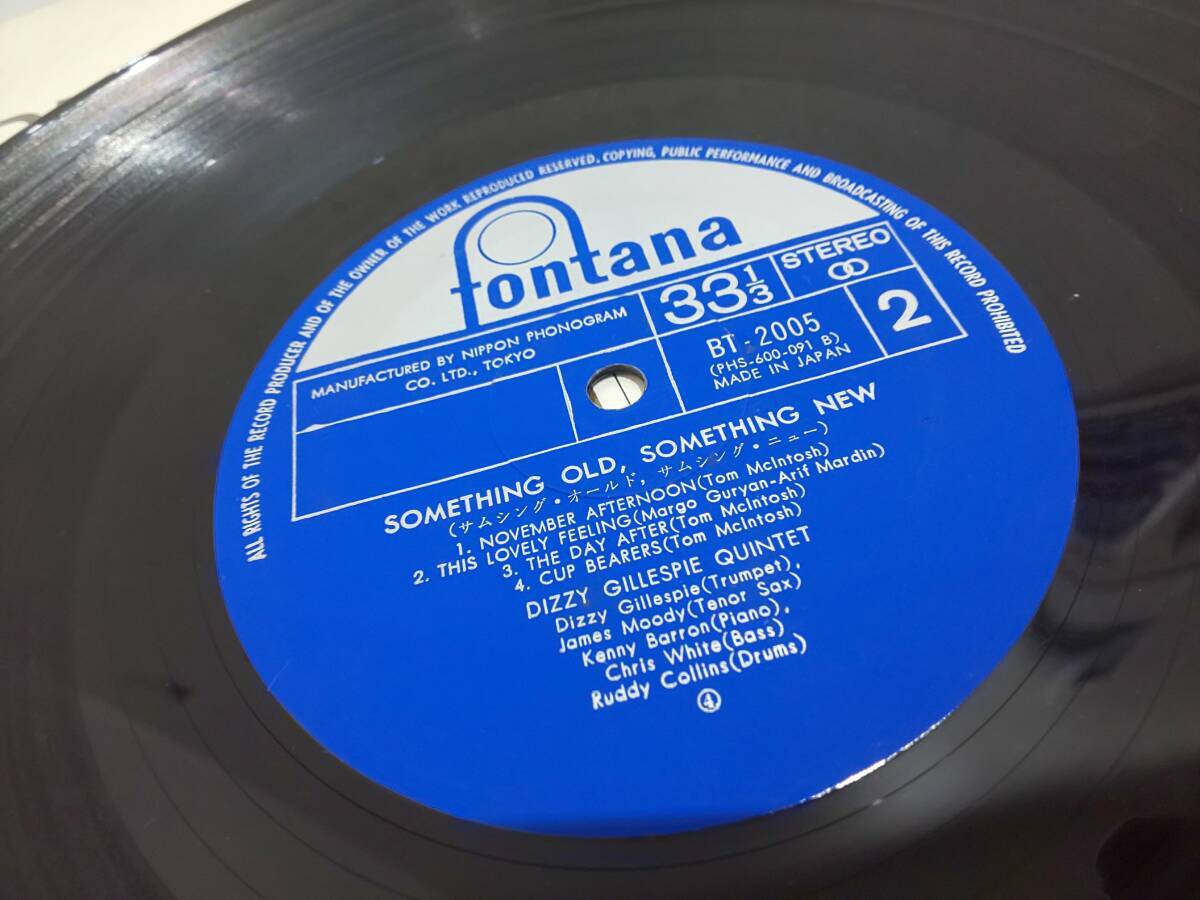 ALL RIGHTS OF THE RECORD PRODUCER AND OF THE OWNER OF THE WORK REPRODUCED RESERVED. COPYING, PUBLIC PERFORMANCE AND BROADCASTING OF THIS RECORD PROHIBITED
fontana
MANUFACTURED BY NIPPON PHONOGRAM
CO. LTD., TOKYO
33 1/3
STEREO
BT-2005
(PHS-600-091 B)
MADE IN JAPAN
2
SOMETHING OLD, SOMETHING NEW
(サムシング・オールド, サムシング・ニュー)
1. NOVEMBER AFTERNOON(Tom McIntosh)
2. THIS LOVELY FEELING(Margo Guryan-Arif Mardin)
3. THE DAY AFTER(Tom McIntosh)
4. CUP BEARERS(Tom McIntosh)
DIZZY GILLESPIE QUINTET
Dizzy Gillespie(Trumpet),
James Moody(Tenor Sax)
Kenny Barron(Piano),
Chris White(Bass)
Ruddy Collins(Drums)
④